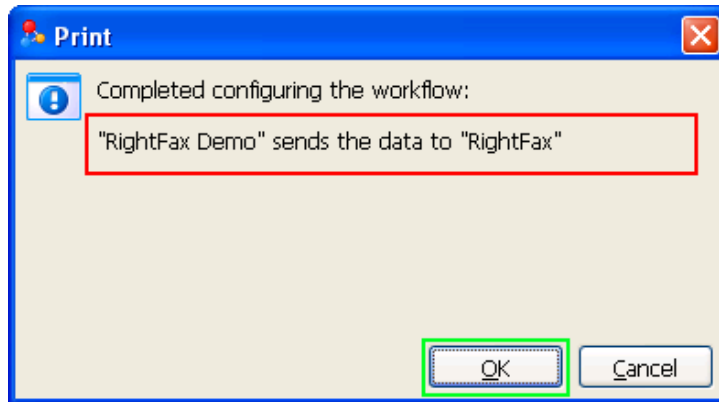 Print
Completed configuring the workflow:
"RightFax Demo" sends the data to "RightFax"
OK
Cancel